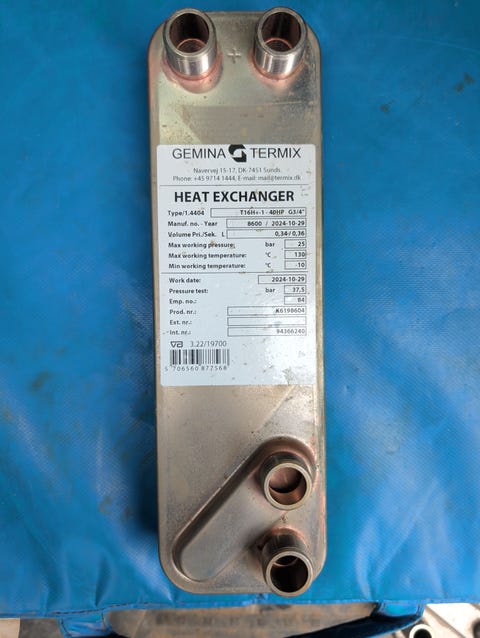 GEMINA TERMIX
Navervej 15-17, DK-7451 Sunds.
Phone: +45 9714 1444, E-mail: mail@termix.dk
HEAT EXCHANGER
Type/1.4404 T16H+-1 - 40HP G3/4"
Manuf. no. - Year 8600 / 2024-10-29
Volume Pri./Sek. L 0,34 / 0,36
Max working pressure: bar 25
Max working temperature: °C 130
Min working temperature: °C -10
Work date: 2024-10-29
Pressure test: bar 37,5
Emp. no.: 84
Prod. nr.: K6198604
Ext. nr.:
Int. nr.: 94366240
va 3.22/19700
5 706560 877568